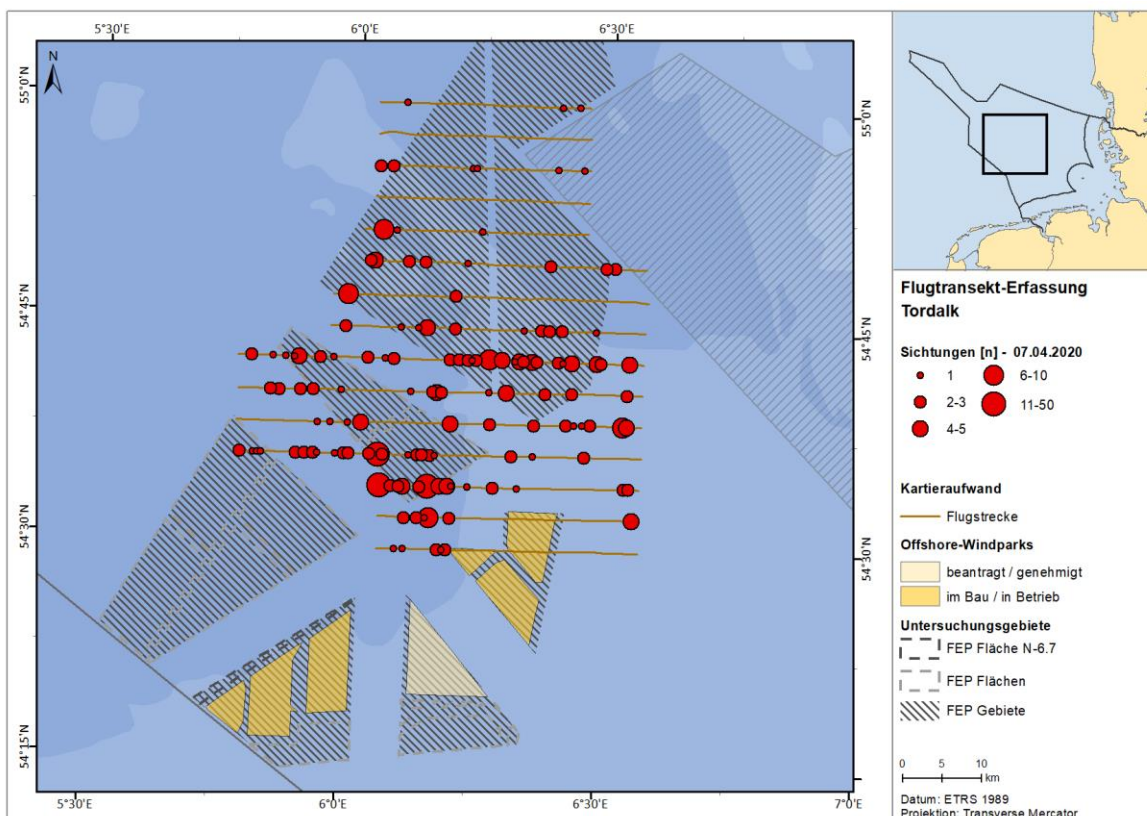 5°30'E
6°0'E
6°30'E
N
55°0'N
55°0'N
54°45'N
54°45'N
54°30'N
54°30'N
54°15'N
5°30'E
6°0'E
6°30'E
7°0'E
Flugtransekt-Erfassung
Tordalk
Sichtungen [n] - 07.04.2020
1
6-10
2-3
11-50
4-5
Kartieraufwand
Flugstrecke
Offshore-Windparks
beantragt / genehmigt
im Bau / in Betrieb
Untersuchungsgebiete
FEP Fläche N-6.7
FEP Flächen
FEP Gebiete
0 5 10
km
Datum: ETRS 1989
Projektion: Transverse Mercator